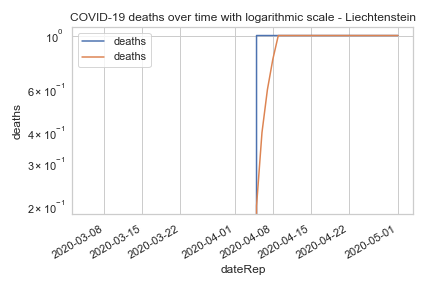 COVID-19 deaths over time with logarithmic scale - Liechtenstein
10⁰
6 × 10⁻¹
4 × 10⁻¹
3 × 10⁻¹
2 × 10⁻¹
deaths
deaths
deaths
2020-03-08
2020-03-15
2020-03-22
2020-04-01
2020-04-08
2020-04-15
2020-04-22
2020-05-01
dateRep